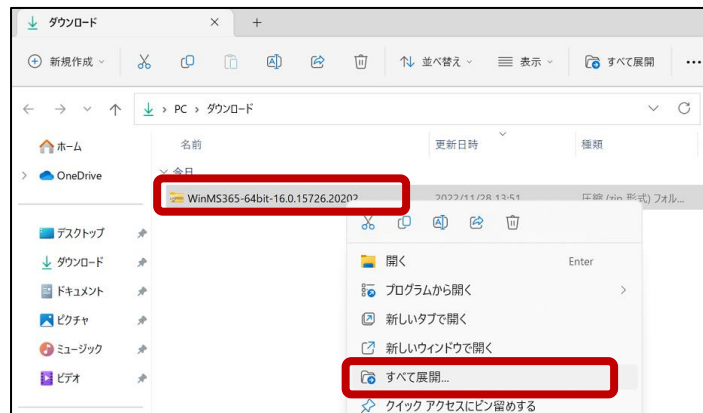 ダウンロード
新規作成
並べ替え
表示
すべて展開
PC > ダウンロード
ホーム
OneDrive
デスクトップ
ダウンロード
ドキュメント
ピクチャ
ミュージック
ビデオ
名前 更新日時 種類
今日
WinMS365-64bit-16.0.15726.20202 2022/11/28 13:51 圧縮 (zip 形式) フォル...
開く Enter
プログラムから開く
新しいタブで開く
新しいウィンドウで開く
すべて展開...
クイック アクセスにピン留めする